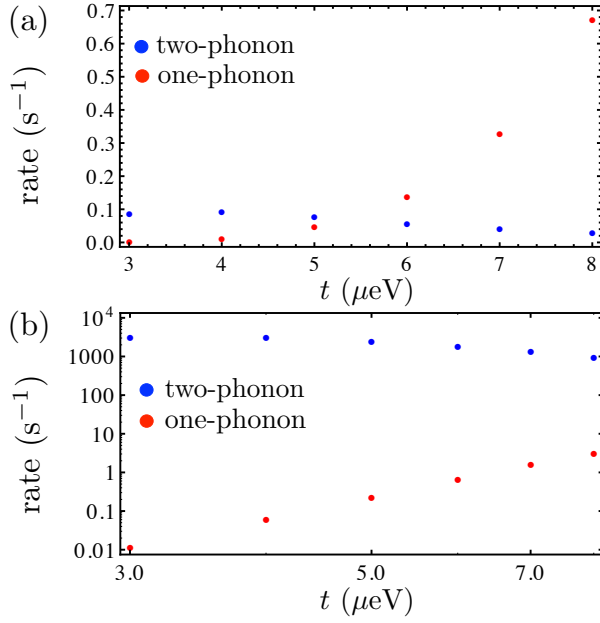 (a)
0.7
0.6
0.5
0.4
0.3
0.2
0.1
0.0
rate (s⁻¹)
two-phonon
one-phonon
3 4 5 6 7 8
t (μeV)
(b)
10⁴
1000
100
10
1
0.1
0.01
rate (s⁻¹)
two-phonon
one-phonon
3.0 5.0 7.0
t (μeV)